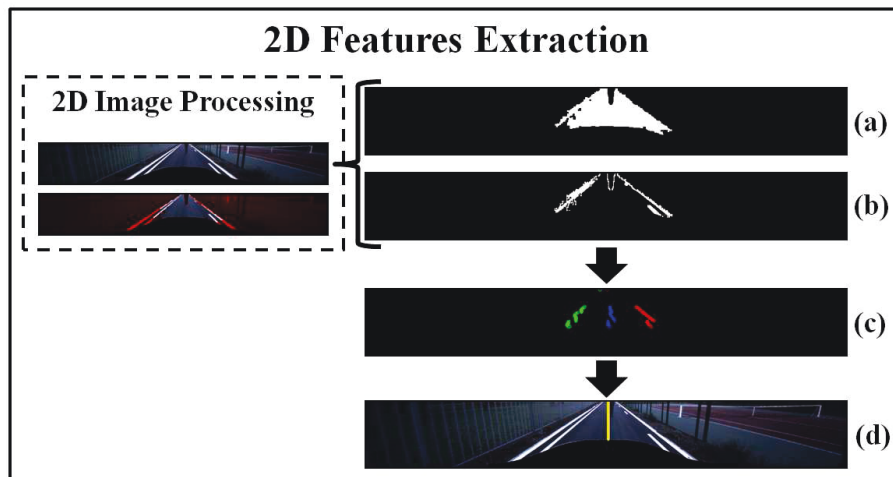 2D Features Extraction
2D Image Processing
(a)
(b)
(c)
(d)